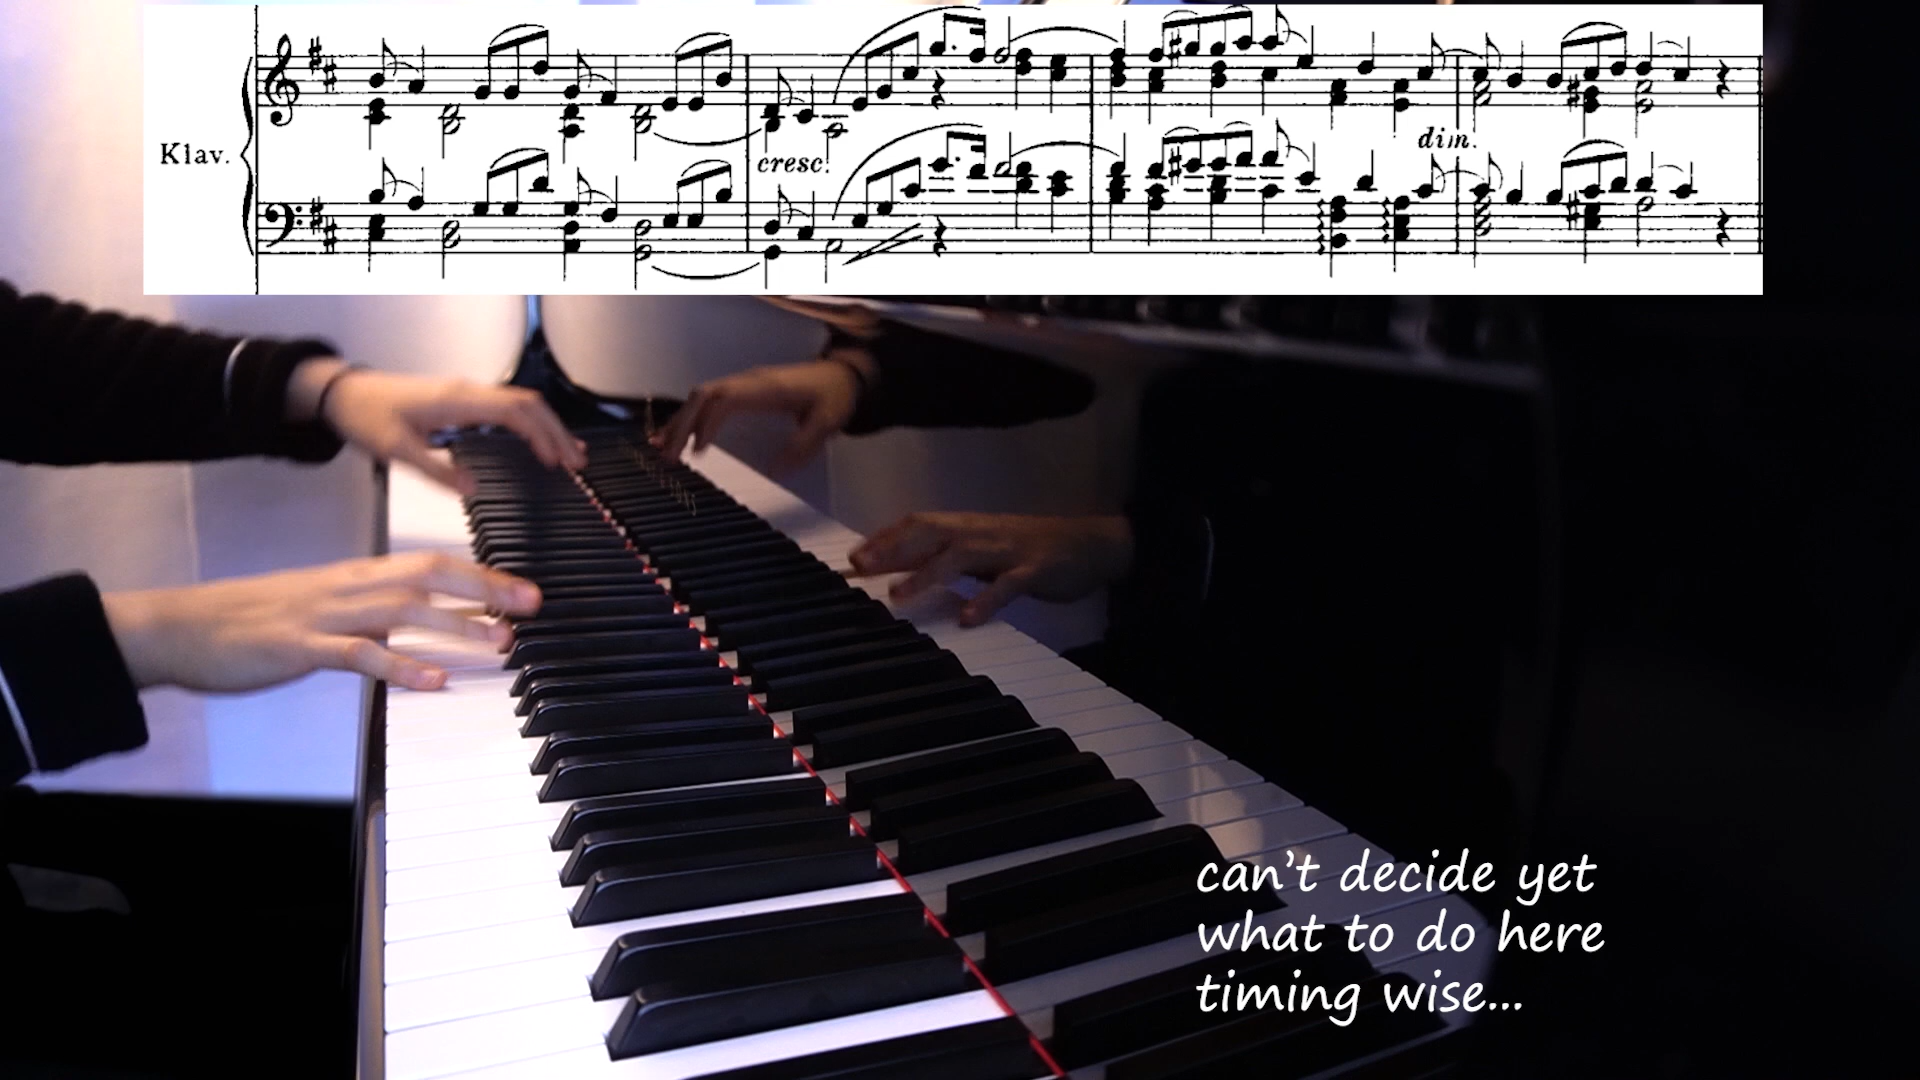 Klav.
cresc.
dim.
can't decide yet
what to do here
timing wise...